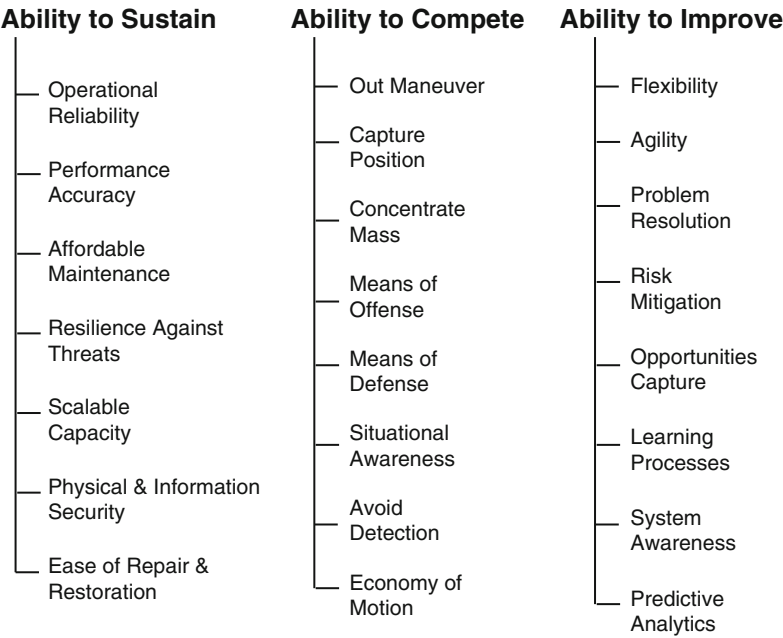 Ability to Sustain
Operational
Reliability
Performance
Accuracy
Affordable
Maintenance
Resilience Against
Threats
Scalable
Capacity
Physical & Information
Security
Ease of Repair &
Restoration
Ability to Compete
Out Maneuver
Capture
Position
Concentrate
Mass
Means of
Offense
Means of
Defense
Situational
Awareness
Avoid
Detection
Economy of
Motion
Ability to Improve
Flexibility
Agility
Problem
Resolution
Risk
Mitigation
Opportunities
Capture
Learning
Processes
System
Awareness
Predictive
Analytics